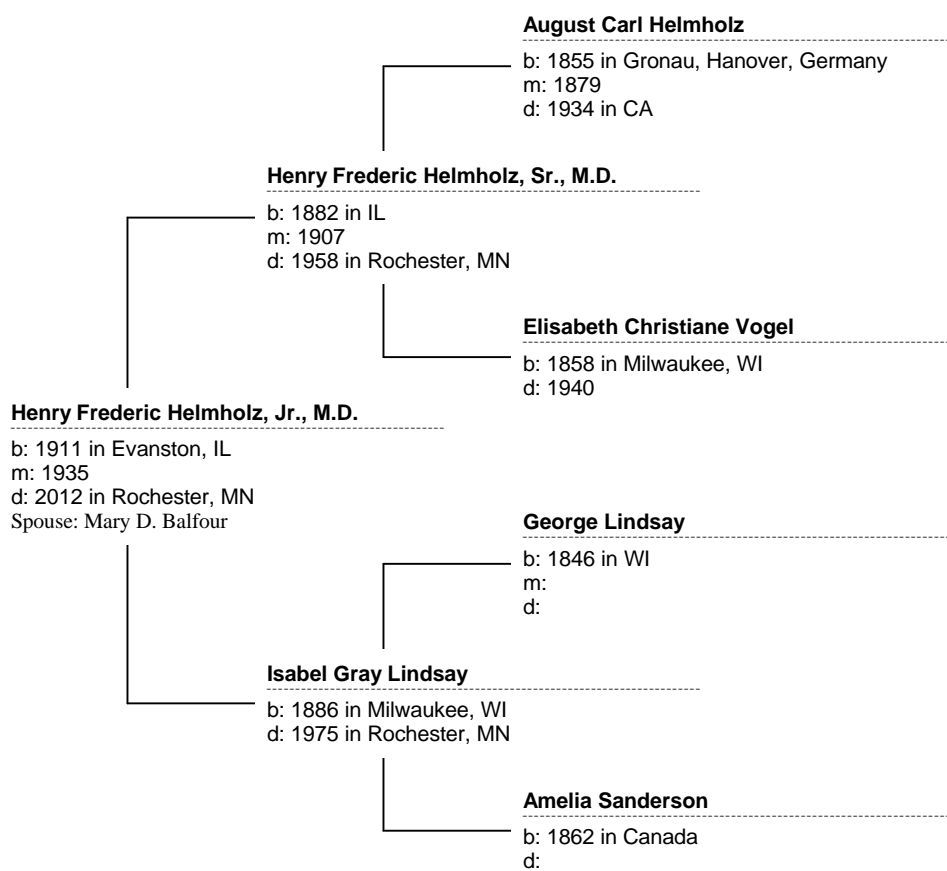 August Carl Helmholz
b: 1855 in Gronau, Hanover, Germany
m: 1879
d: 1934 in CA
Henry Frederic Helmholz, Sr., M.D.
b: 1882 in IL
m: 1907
d: 1958 in Rochester, MN
Elisabeth Christiane Vogel
b: 1858 in Milwaukee, WI
d: 1940
Henry Frederic Helmholz, Jr., M.D.
b: 1911 in Evanston, IL
m: 1935
d: 2012 in Rochester, MN
Spouse: Mary D. Balfour
George Lindsay
b: 1846 in WI
m:
d:
Isabel Gray Lindsay
b: 1886 in Milwaukee, WI
d: 1975 in Rochester, MN
Amelia Sanderson
b: 1862 in Canada
d: